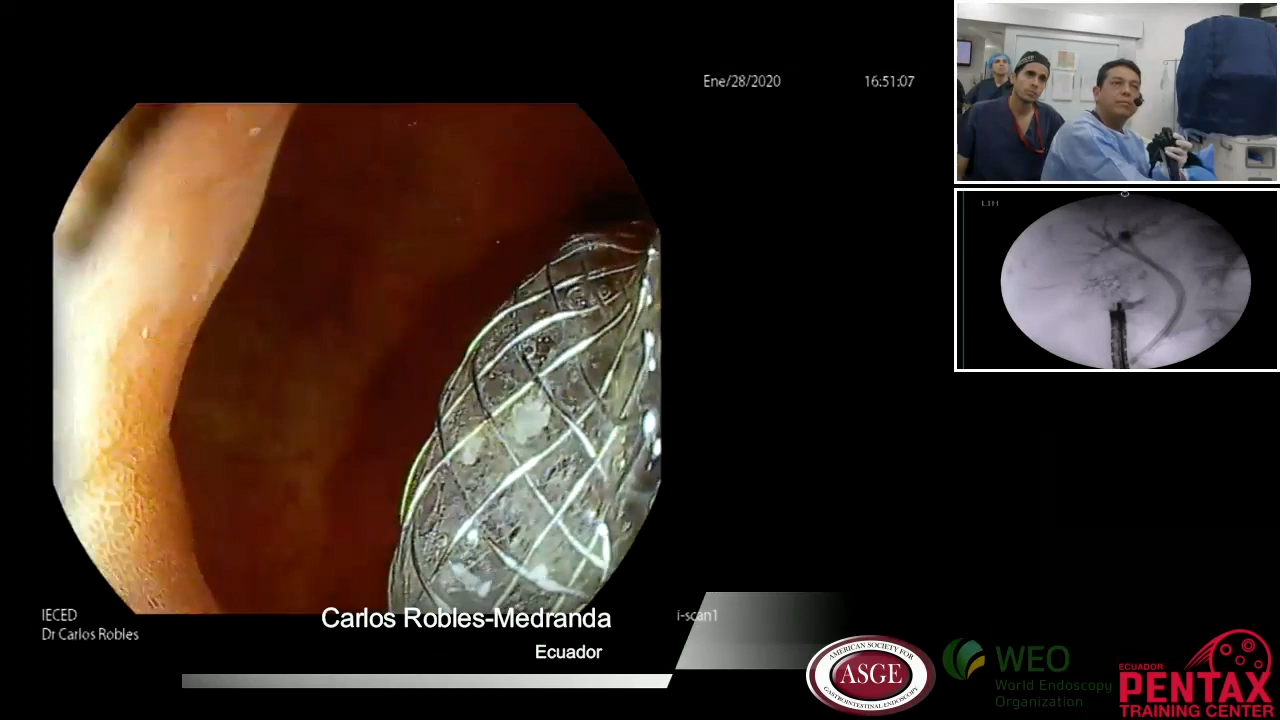 Ene/28/2020 16:51:07
LIH
IECED
Dr Carlos Robles
Carlos Robles-Medranda
Ecuador
i-scan1
AMERICAN SOCIETY FOR
ASGE
GASTROINTESTINAL ENDOSCOPY
WEO
World Endoscopy
Organization
ECUADOR
PENTAX
TRAINING CENTER